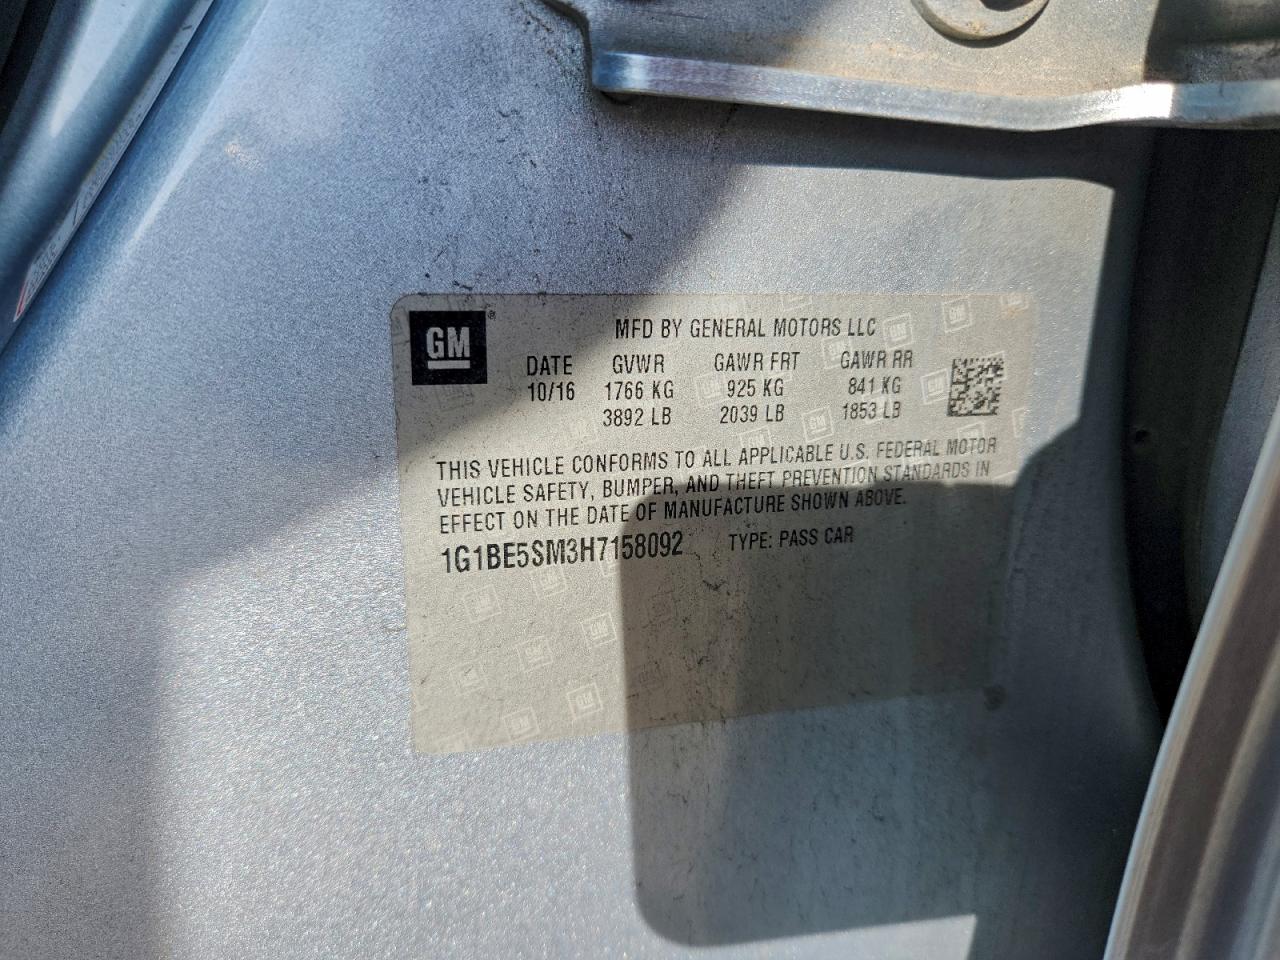 GM®
MFD BY GENERAL MOTORS LLC
DATE GVWR GAWR FRT GAWR RR
10/16 1766 KG 925 KG 841 KG
3892 LB 2039 LB 1853 LB
THIS VEHICLE CONFORMS TO ALL APPLICABLE U.S. FEDERAL MOTOR
VEHICLE SAFETY, BUMPER, AND THEFT PREVENTION STANDARDS IN
EFFECT ON THE DATE OF MANUFACTURE SHOWN ABOVE.
1G1BE5SM3H7158092 TYPE: PASS CAR